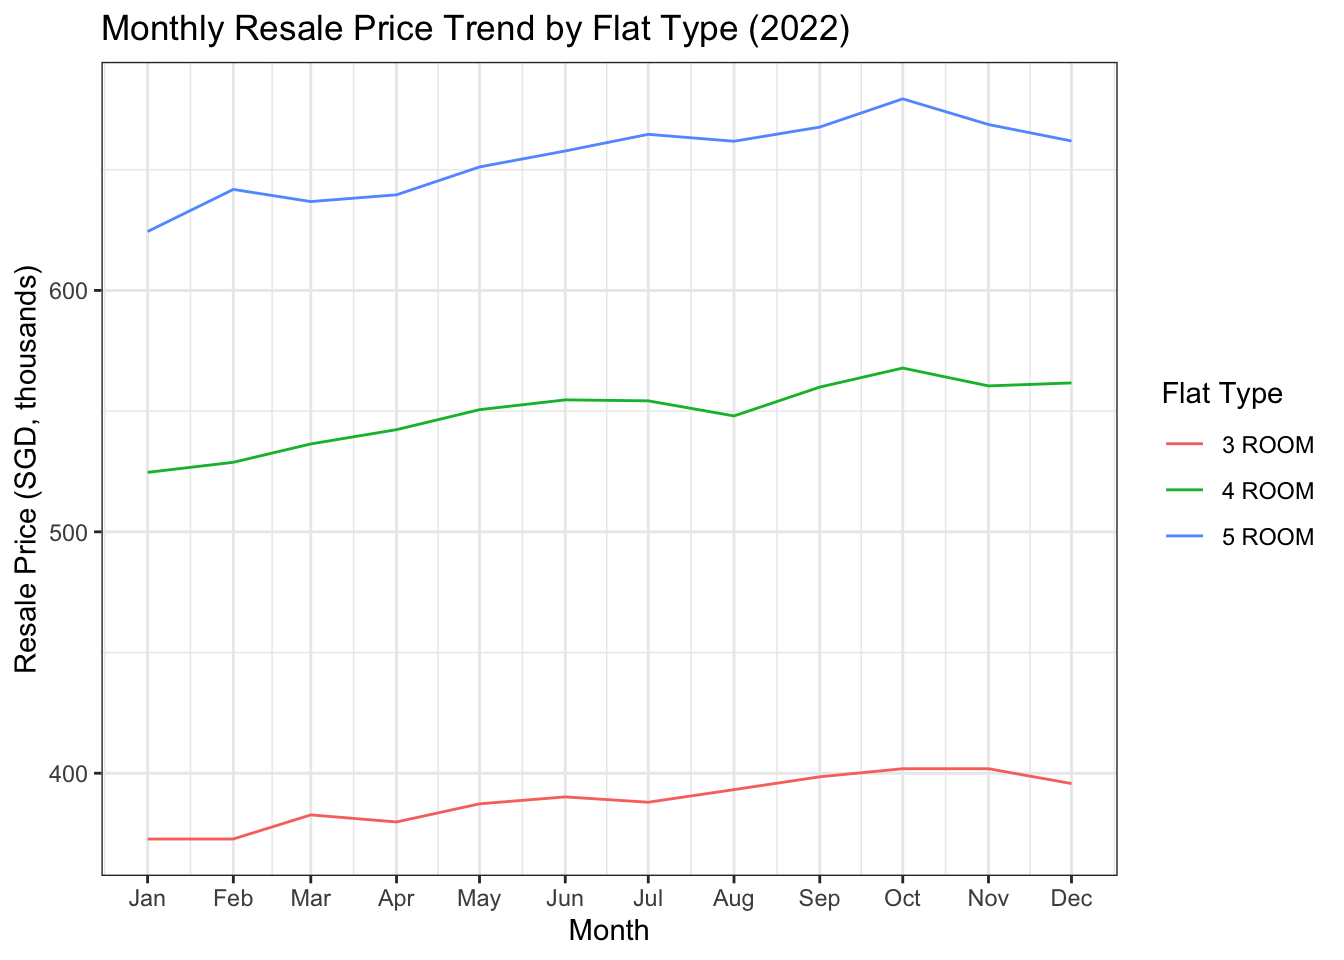 Monthly Resale Price Trend by Flat Type (2022)
Resale Price (SGD, thousands)
600
500
400
Jan Feb Mar Apr May Jun Jul Aug Sep Oct Nov Dec
Month
Flat Type
3 ROOM
4 ROOM
5 ROOM